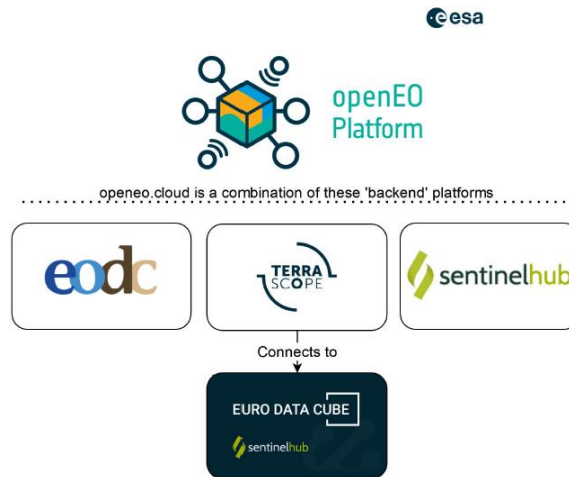 esa
openEO
Platform
openeo.cloud is a combination of these 'backend' platforms
eodc
TERRA
SCOPE
sentinelhub
Connects to
EURO DATA CUBE
sentinelhub